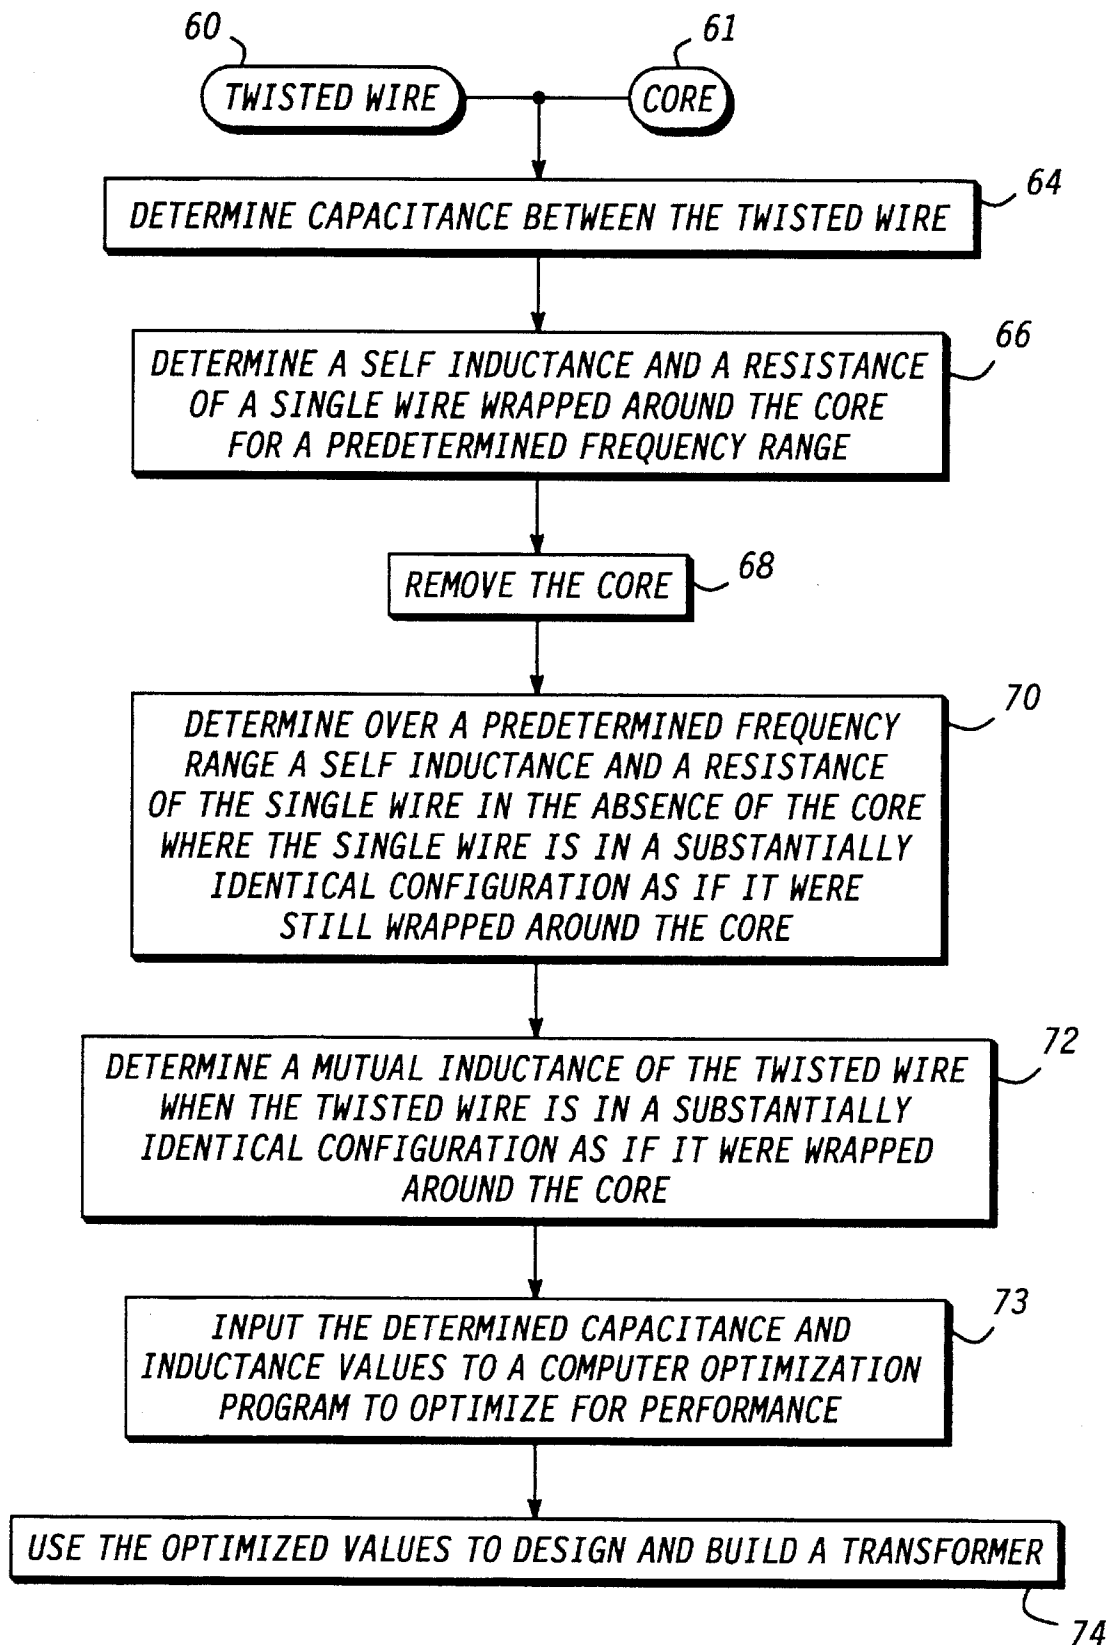 60
61
TWISTED WIRE
CORE
64
DETERMINE CAPACITANCE BETWEEN THE TWISTED WIRE
66
DETERMINE A SELF INDUCTANCE AND A RESISTANCE
OF A SINGLE WIRE WRAPPED AROUND THE CORE
FOR A PREDETERMINED FREQUENCY RANGE
68
REMOVE THE CORE
70
DETERMINE OVER A PREDETERMINED FREQUENCY
RANGE A SELF INDUCTANCE AND A RESISTANCE
OF THE SINGLE WIRE IN THE ABSENCE OF THE CORE
WHERE THE SINGLE WIRE IS IN A SUBSTANTIALLY
IDENTICAL CONFIGURATION AS IF IT WERE
STILL WRAPPED AROUND THE CORE
72
DETERMINE A MUTUAL INDUCTANCE OF THE TWISTED WIRE
WHEN THE TWISTED WIRE IS IN A SUBSTANTIALLY
IDENTICAL CONFIGURATION AS IF IT WERE WRAPPED
AROUND THE CORE
73
INPUT THE DETERMINED CAPACITANCE AND
INDUCTANCE VALUES TO A COMPUTER OPTIMIZATION
PROGRAM TO OPTIMIZE FOR PERFORMANCE
USE THE OPTIMIZED VALUES TO DESIGN AND BUILD A TRANSFORMER
74